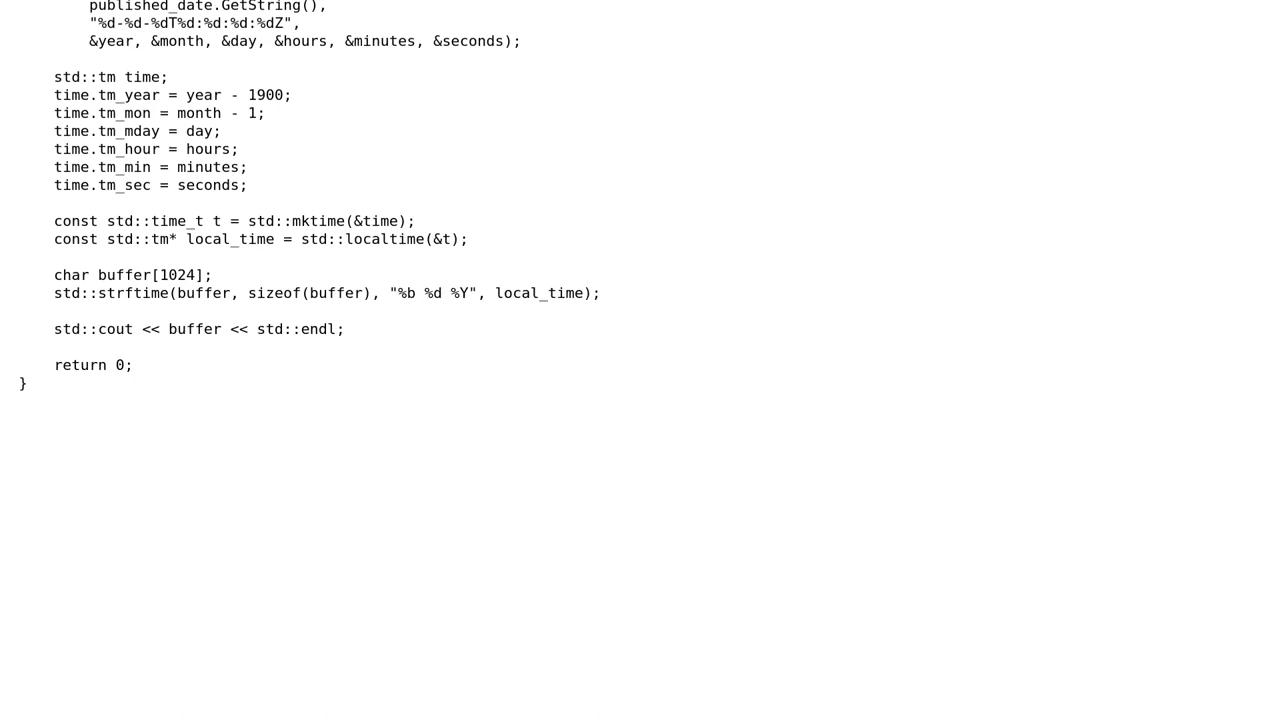 published_date.GetString(),
"%d-%d-%dT%d:%d:%d:%dZ",
&year, &month, &day, &hours, &minutes, &seconds);
std::tm time;
time.tm_year = year - 1900;
time.tm_mon = month - 1;
time.tm_mday = day;
time.tm_hour = hours;
time.tm_min = minutes;
time.tm_sec = seconds;
const std::time_t t = std::mktime(&time);
const std::tm* local_time = std::localtime(&t);
char buffer[1024];
std::strftime(buffer, sizeof(buffer), "%b %d %Y", local_time);
std::cout << buffer << std::endl;
return 0;
}